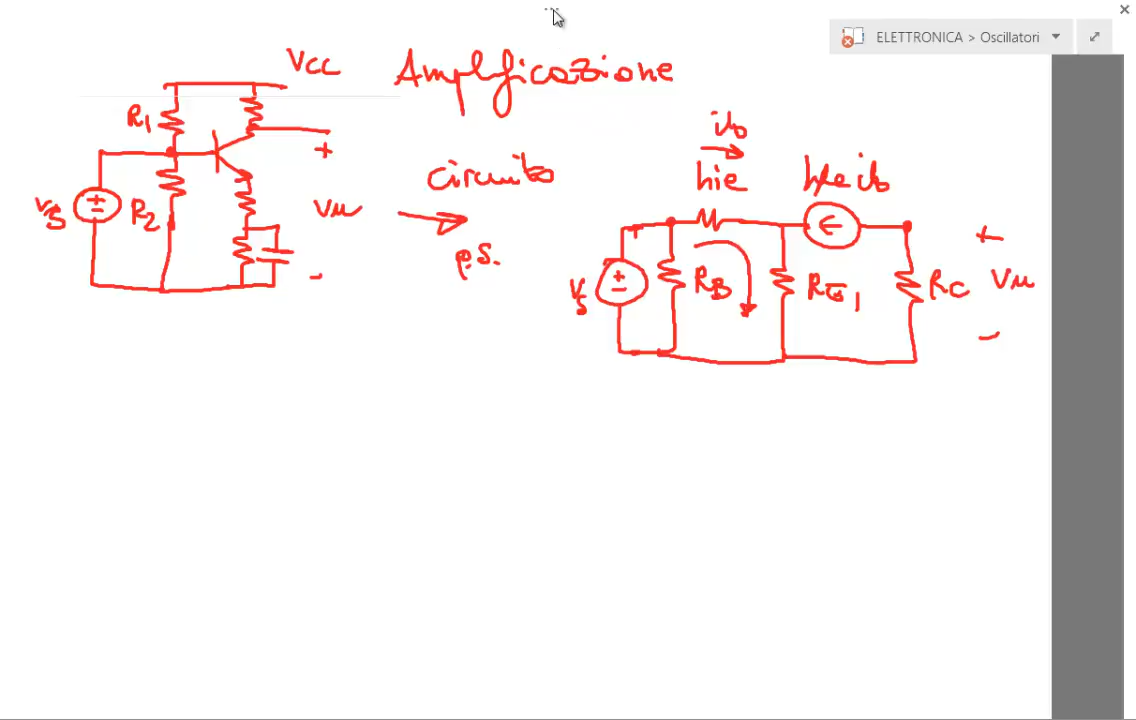 ELETTRONICA > Oscillatori
Vcc
Amplificazione
R1
R2
Vs
+
Vu
-
circuito
p.s.
ib
hie
hfe ib
Vs
RB
RE1
RC
+
Vu
-